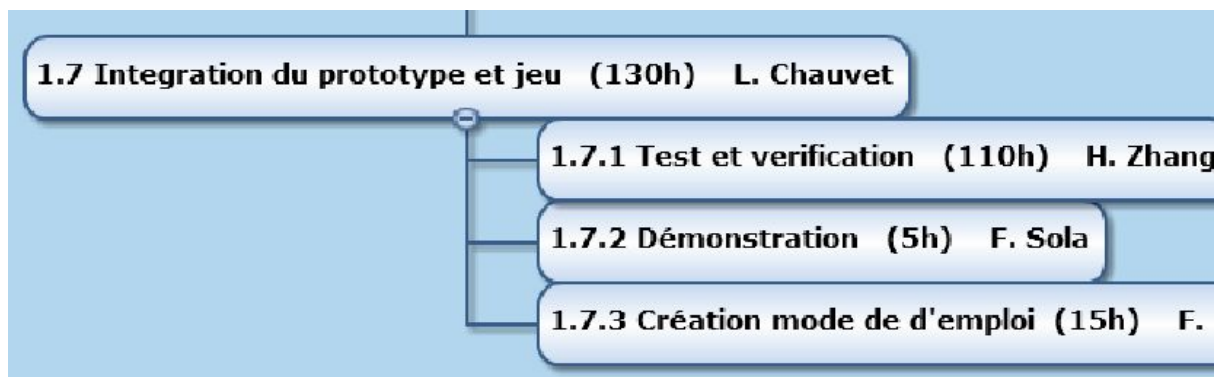 1.7 Integration du prototype et jeu (130h) L. Chauvet
1.7.1 Test et verification (110h) H. Zhang
1.7.2 Démonstration (5h) F. Sola
1.7.3 Création mode de d'emploi (15h) F.